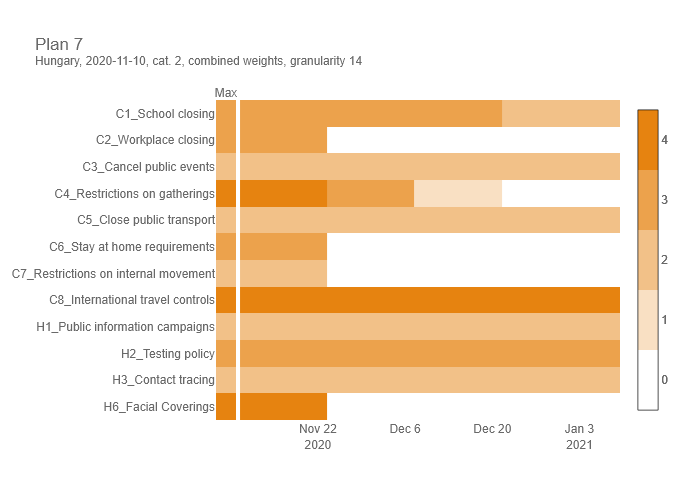 Plan 7
Hungary, 2020-11-10, cat. 2, combined weights, granularity 14
Max
C1_School closing
C2_Workplace closing
C3_Cancel public events
C4_Restrictions on gatherings
C5_Close public transport
C6_Stay at home requirements
C7_Restrictions on internal movement
C8_International travel controls
H1_Public information campaigns
H2_Testing policy
H3_Contact tracing
H6_Facial Coverings
Nov 22 Dec 6 Dec 20 Jan 3
2020 2021
4
3
2
1
0